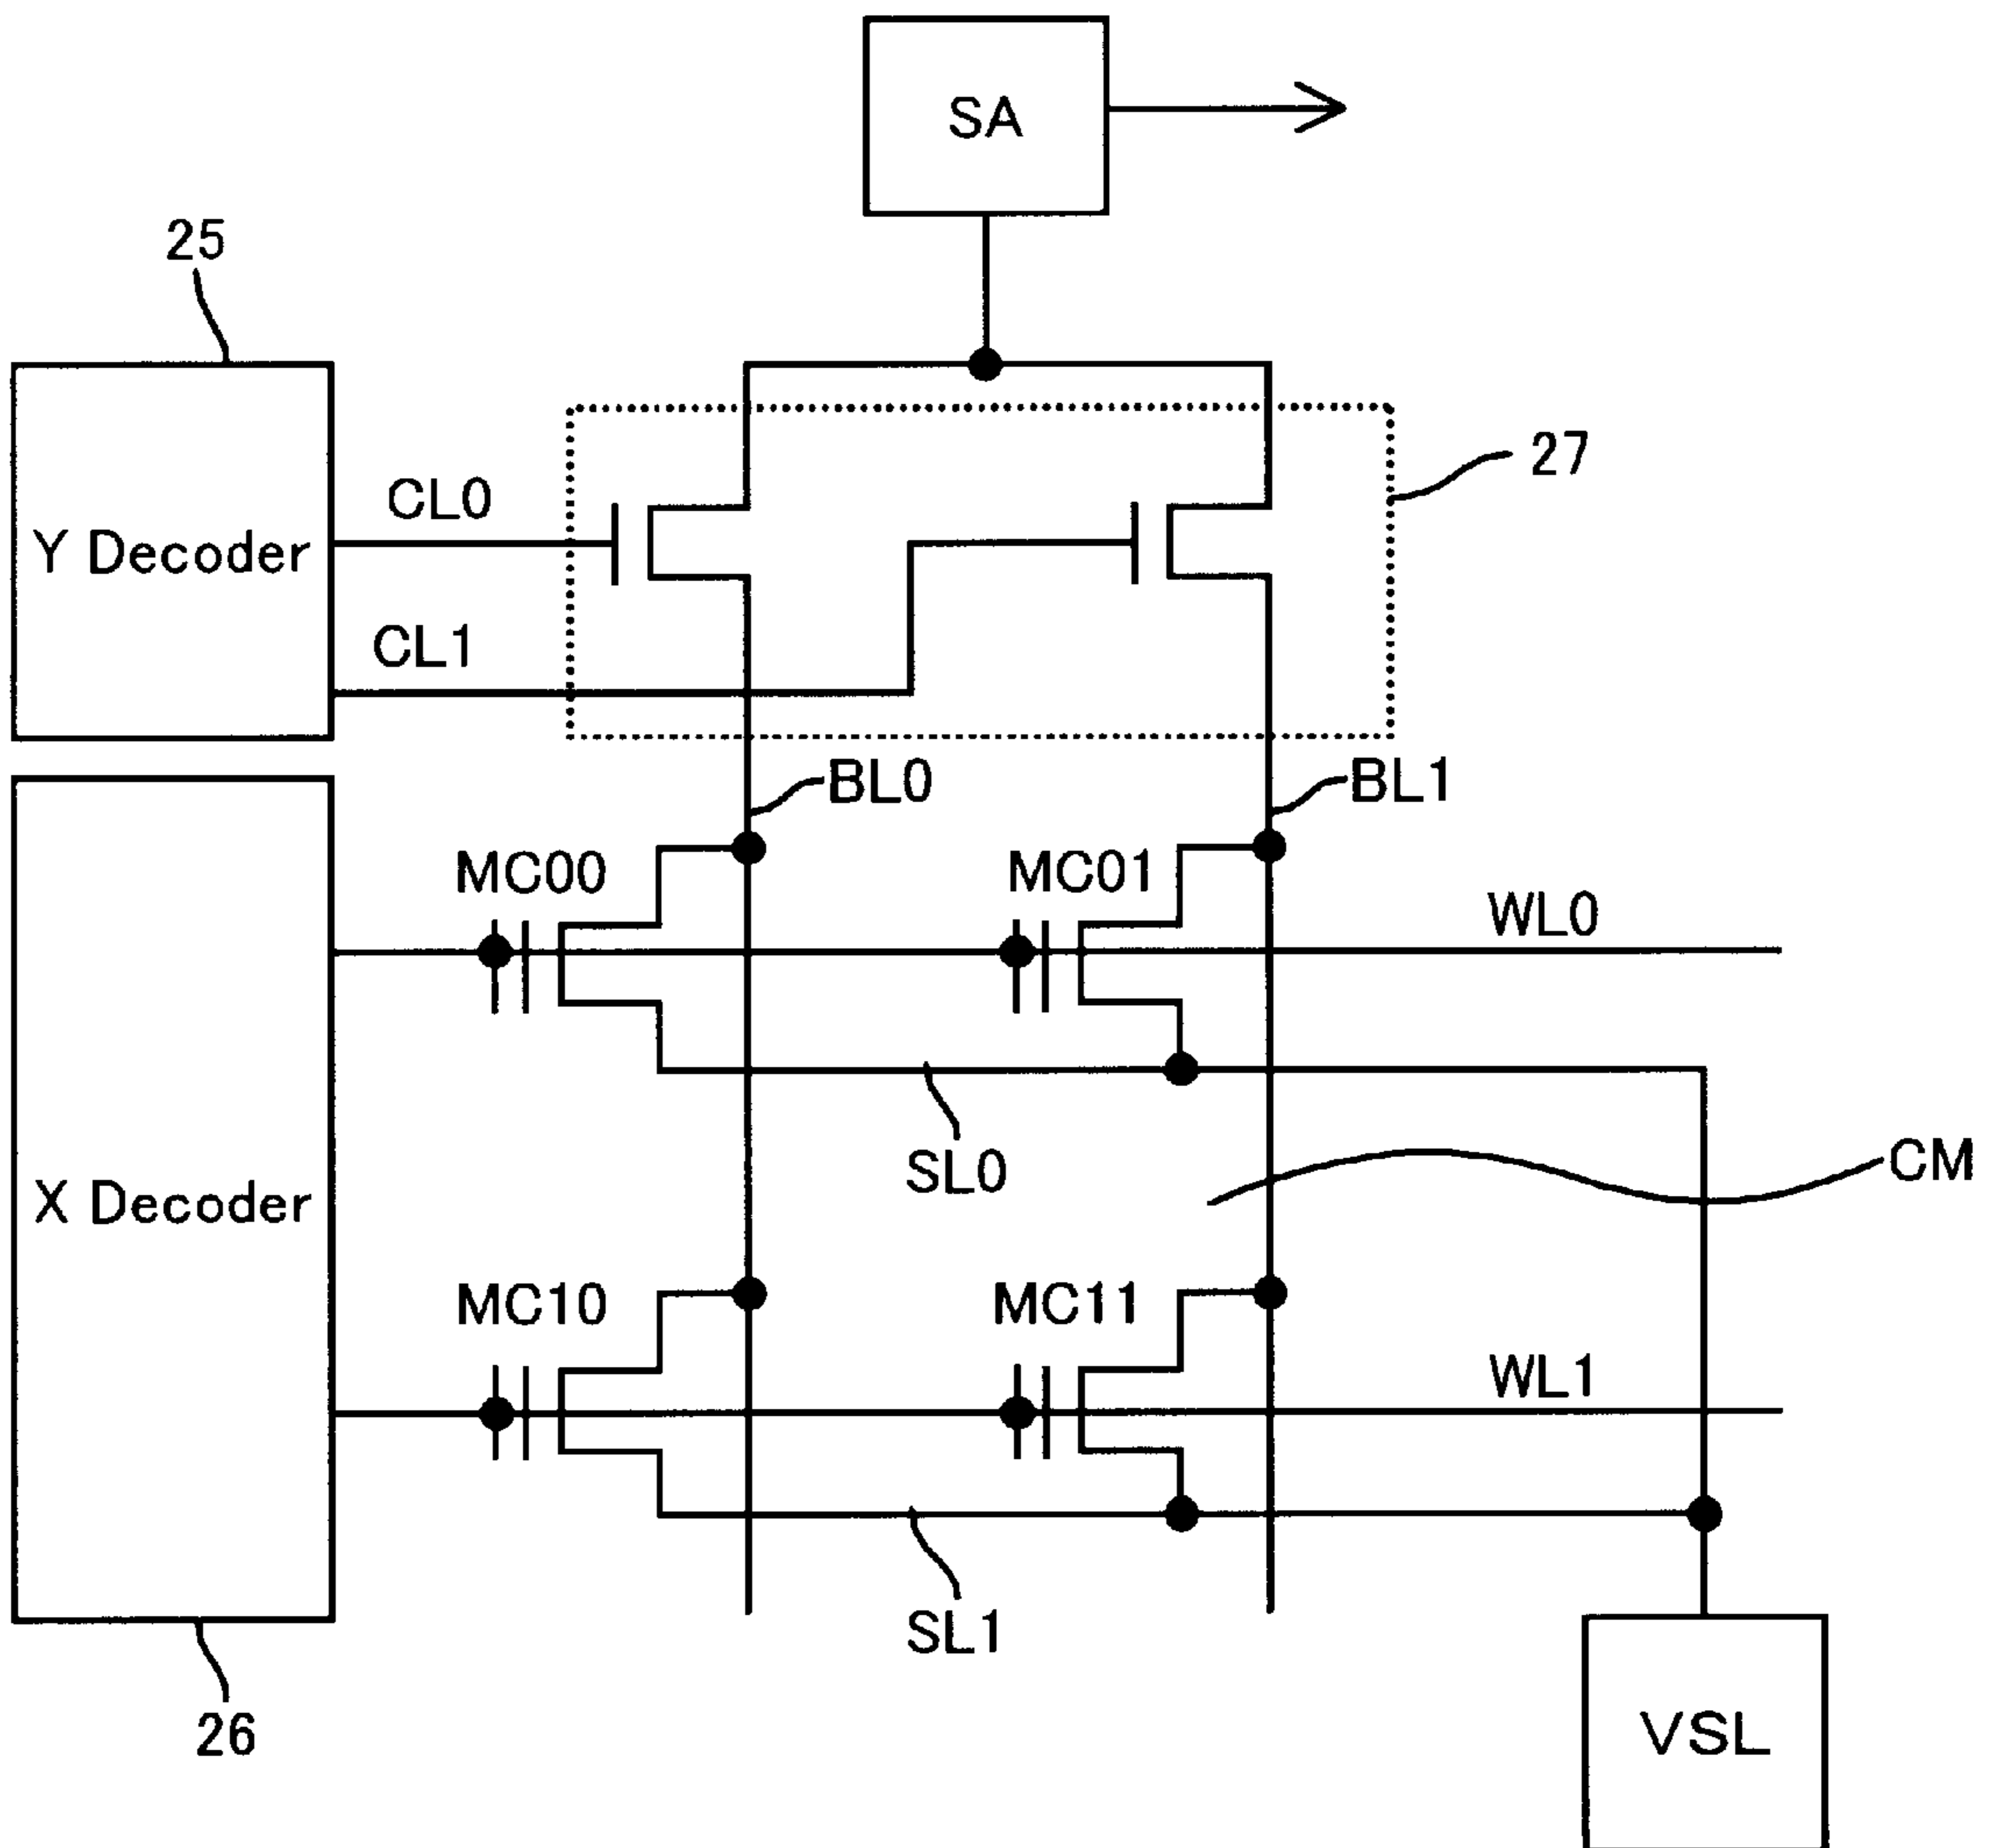 SA
25
27
CL0
Y Decoder
CL1
BL0
BL1
MC00
MC01
WL0
SL0
CM
X Decoder
MC10
MC11
WL1
SL1
26
VSL